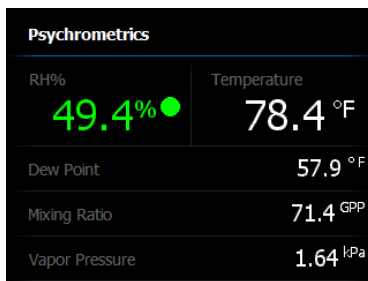 Psychrometrics
RH% Temperature
49.4% 78.4 °F
Dew Point 57.9 °F
Mixing Ratio 71.4 GPP
Vapor Pressure 1.64 kPa